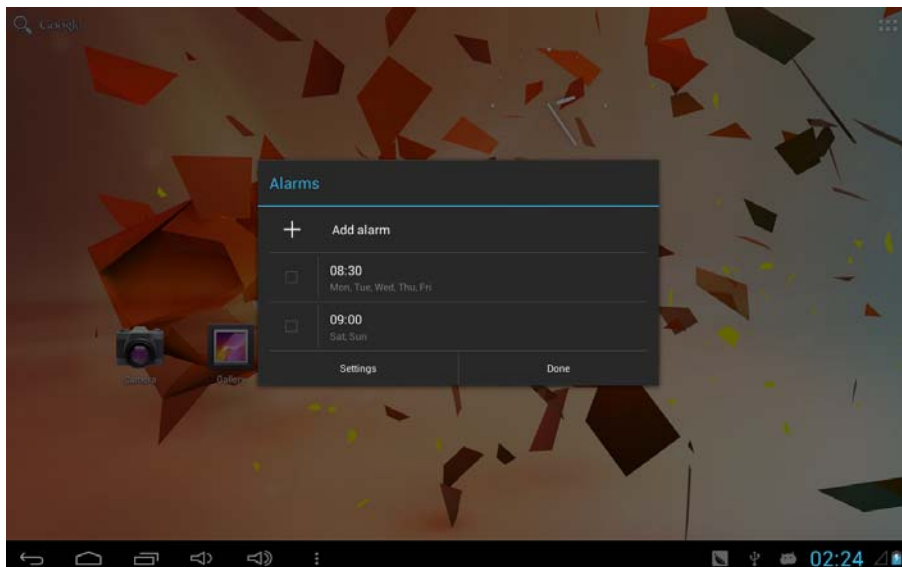 Google
Alarms
Add alarm
08:30
Mon, Tue, Wed, Thu, Fri
09:00
Sat, Sun
Camera
Gallery
Settings
Done
02:24